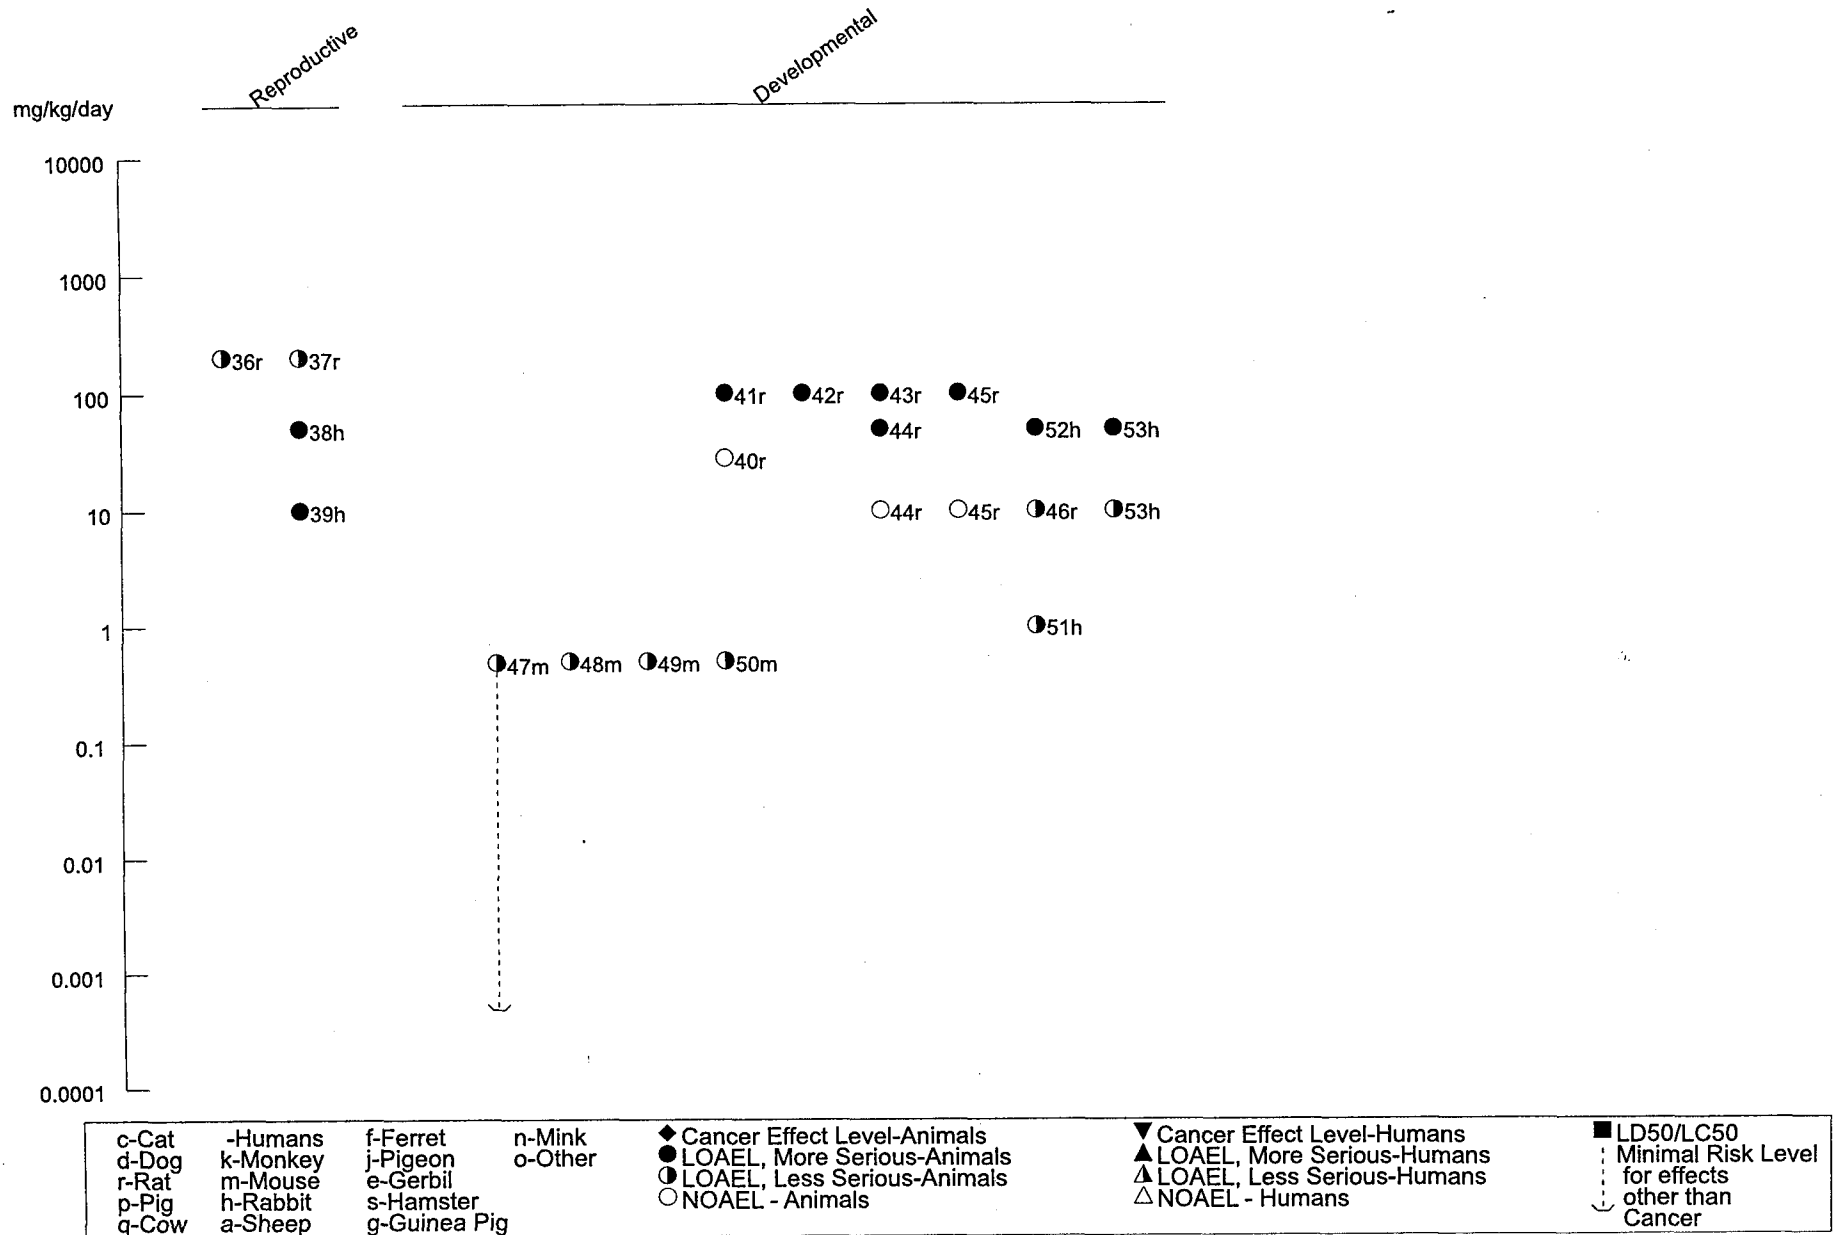 Reproductive
Developmental
mg/kg/day
10000
1000
36r 37r
41r 42r 43r 45r
100
38h 44r 52h 53h
40r
10 39h 44r 45r 46r 53h
1 51h
47m 48m 49m 50m
0.1
0.01
0.001
0.0001
c-Cat -Humans f-Ferret n-Mink Cancer Effect Level-Animals Cancer Effect Level-Humans LD50/LC50
d-Dog k-Monkey j-Pigeon o-Other LOAEL, More Serious-Animals LOAEL, More Serious-Humans Minimal Risk Level
r-Rat m-Mouse e-Gerbil LOAEL, Less Serious-Animals LOAEL, Less Serious-Humans for effects
p-Pig h-Rabbit s-Hamster NOAEL - Animals NOAEL - Humans other than
q-Cow a-Sheep g-Guinea Pig Cancer